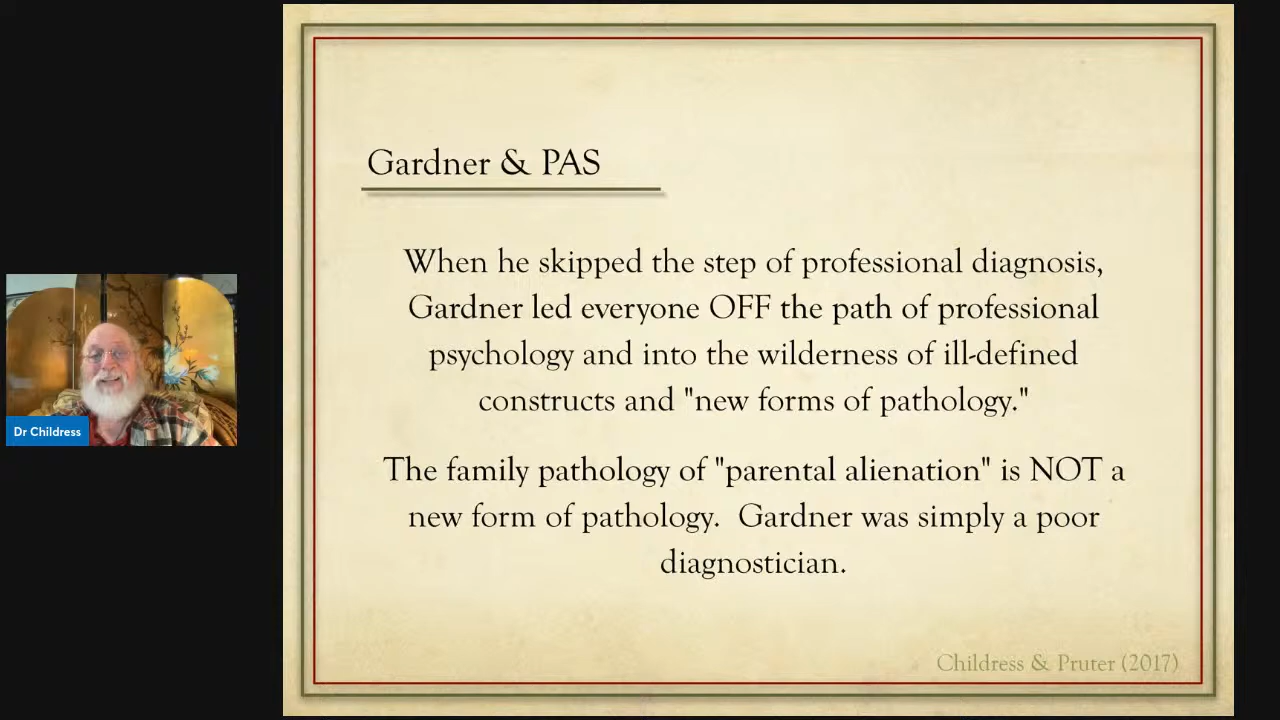 Gardner & PAS
When he skipped the step of professional diagnosis,
Gardner led everyone OFF the path of professional
psychology and into the wilderness of ill-defined
constructs and "new forms of pathology."
The family pathology of "parental alienation" is NOT a
new form of pathology. Gardner was simply a poor
diagnostician.
Childress & Pruter (2017)
Dr Childress